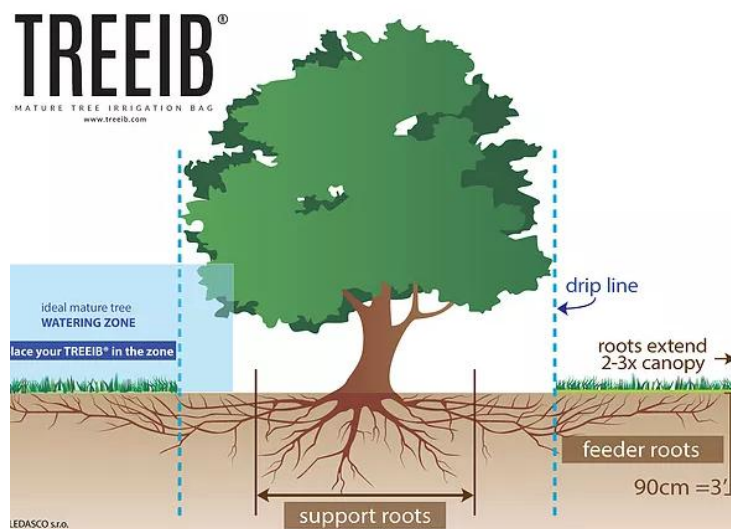 TREEIB®
MATURE TREE IRRIGATION BAG
www.treeib.com
ideal mature tree
WATERING ZONE
lace your TREEIB® in the zone
drip line
roots extend
2-3x canopy
feeder roots
90cm =3'
support roots
LEDASCO s.r.o.